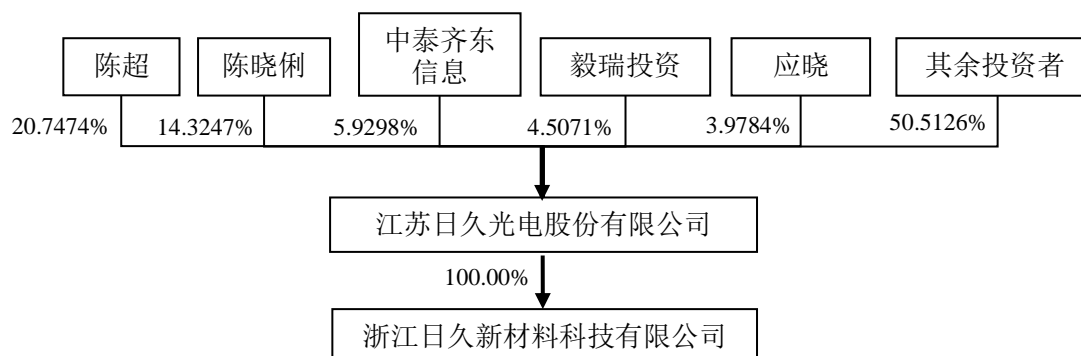 陈超
陈晓俐
中泰齐东
信息
毅瑞投资
应晓
其余投资者
20.7474%
14.3247%
5.9298%
4.5071%
3.9784%
50.5126%
江苏日久光电股份有限公司
100.00%
浙江日久新材料科技有限公司